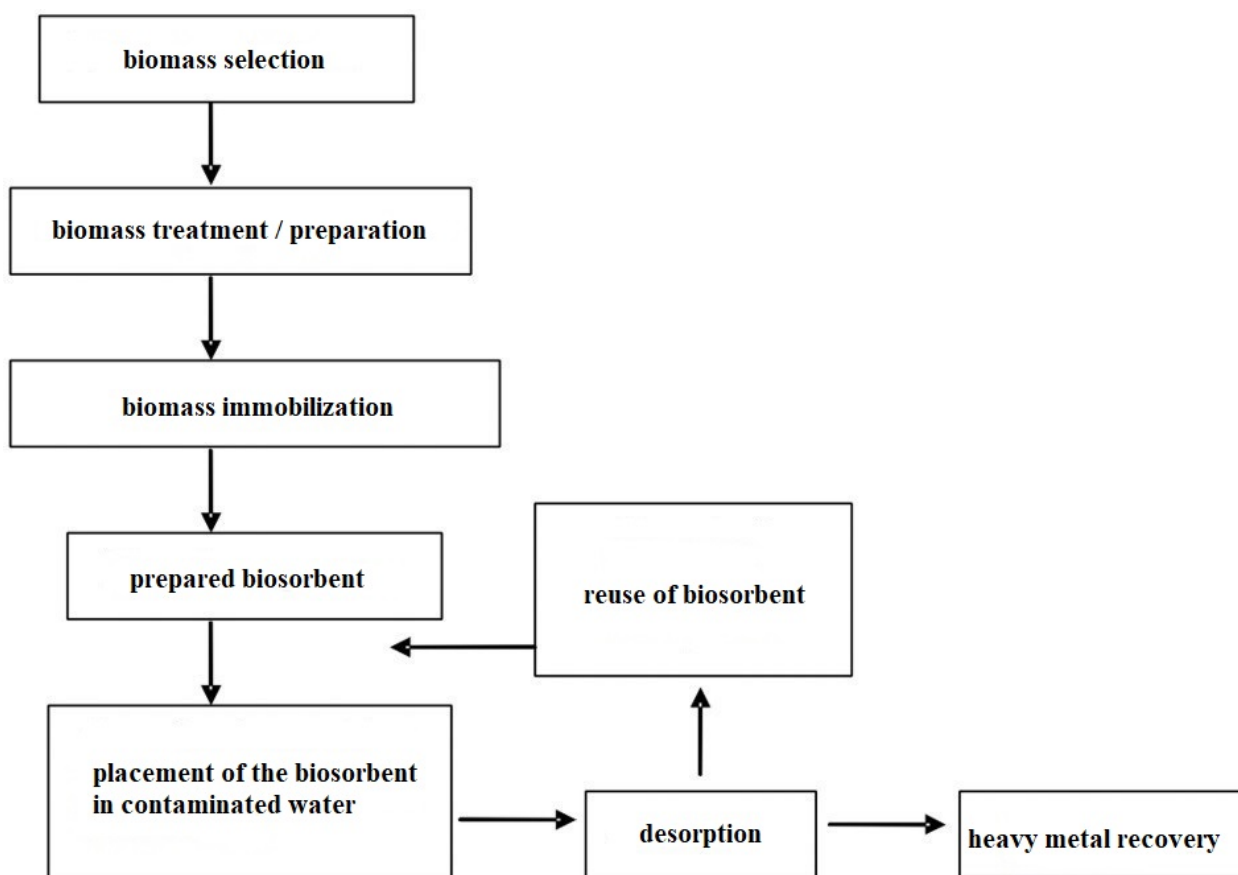 biomass selection
biomass treatment / preparation
biomass immobilization
prepared biosorbent
reuse of biosorbent
placement of the biosorbent
in contaminated water
desorption
heavy metal recovery